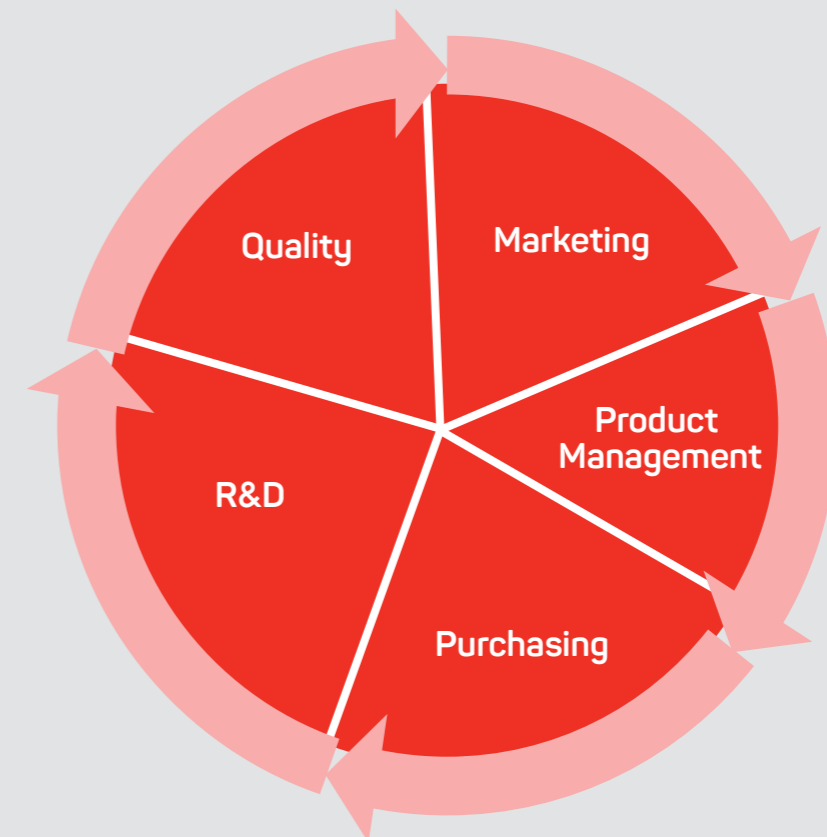 Quality
Marketing
Product
Management
R&D
Purchasing